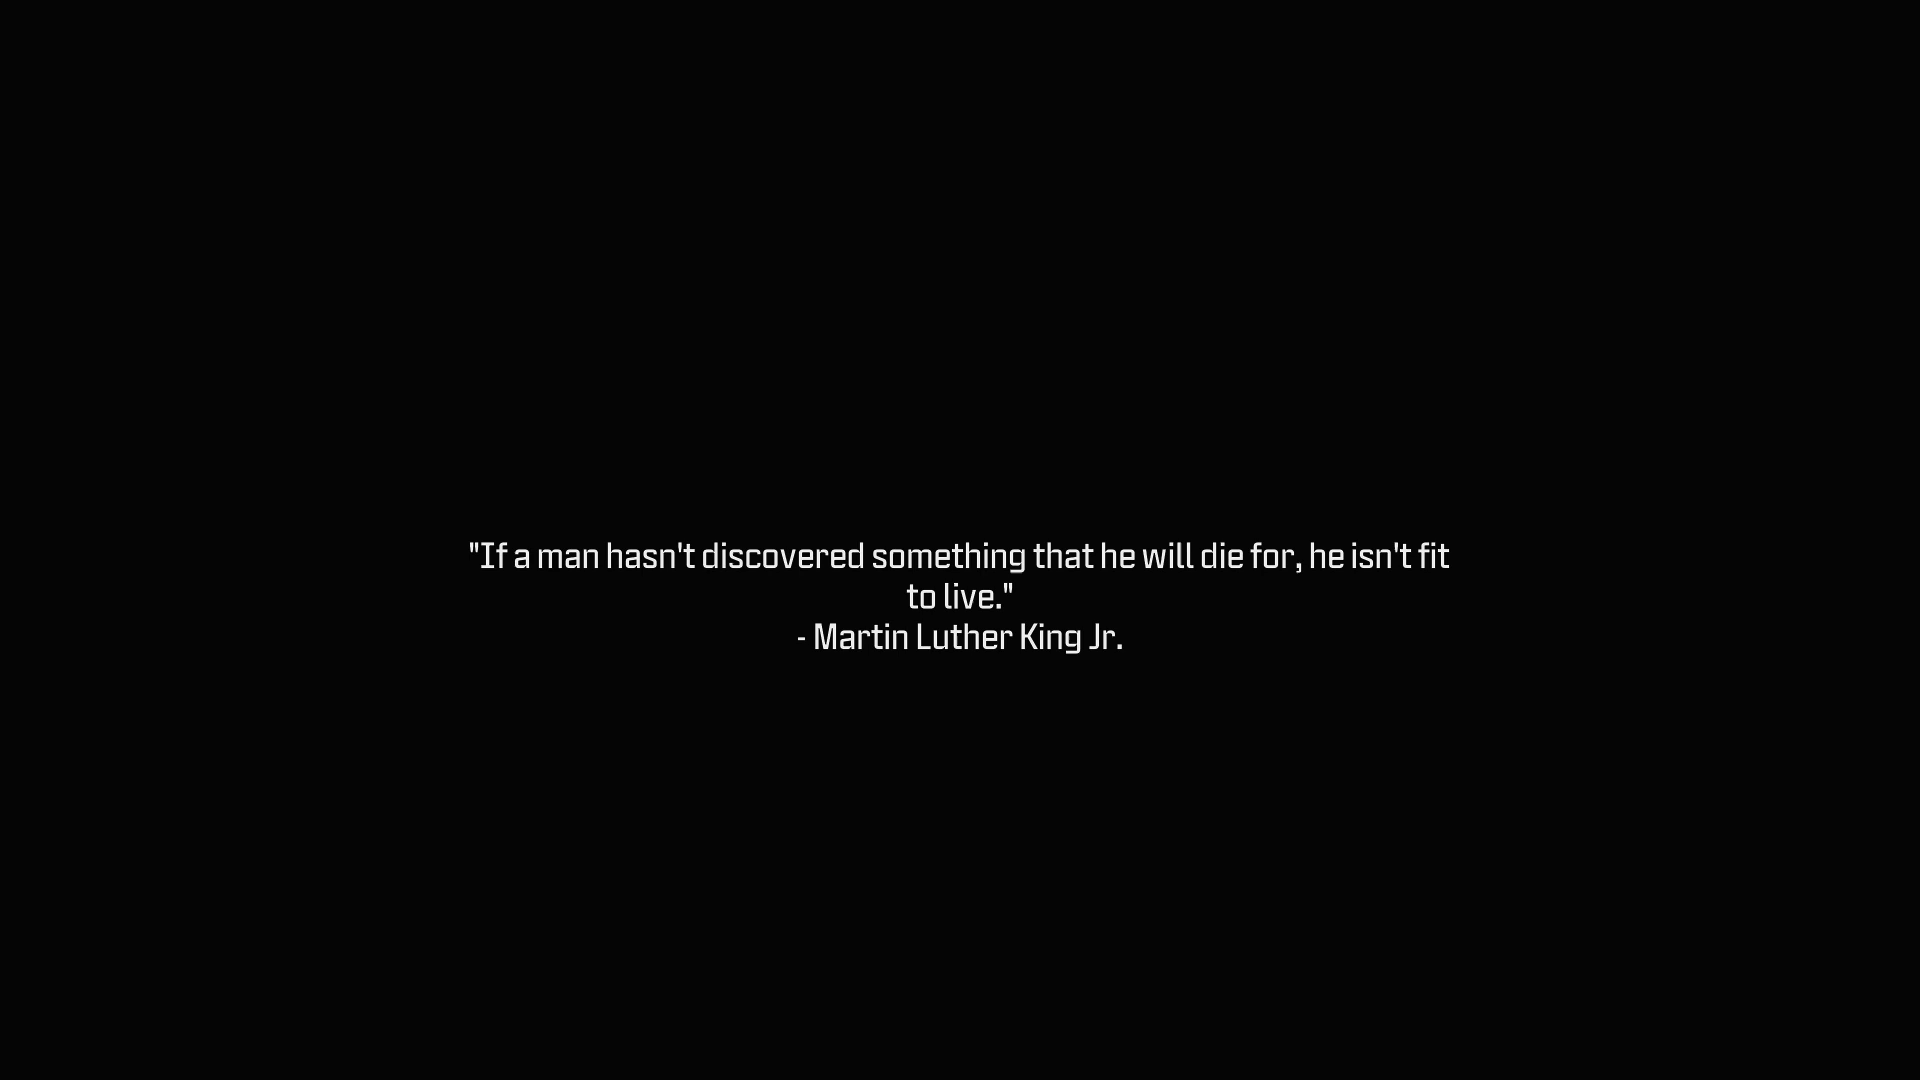 "If a man hasn't discovered something that he will die for, he isn't fit
to live."
- Martin Luther King Jr.